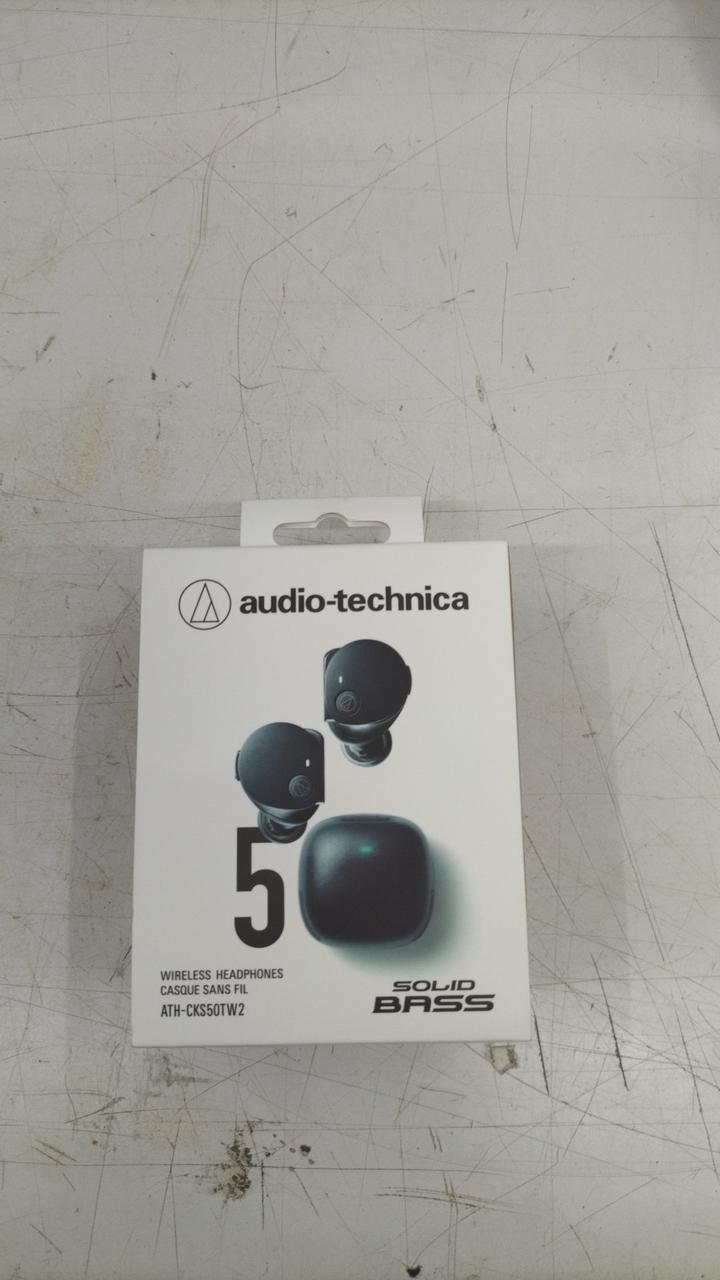 audio-technica
5
WIRELESS HEADPHONES
CASQUE SANS FIL
ATH-CKS50TW2
SOLID
BASS